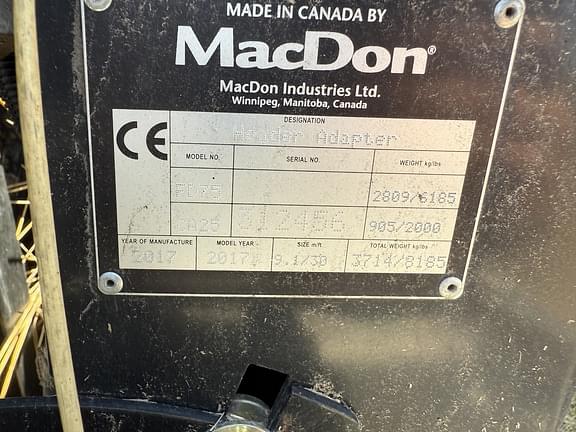 MADE IN CANADA BY
MacDon®
MacDon Industries Ltd.
Winnipeg, Manitoba, Canada
CE
DESIGNATION
Header Adapter
MODEL NO. SERIAL NO. WEIGHT kg/lbs
FD75 2809/6185
CA25 312456 905/2000
YEAR OF MANUFACTURE MODEL YEAR SIZE m/ft TOTAL WEIGHT kg/lbs
2017 2017 9.1/30 3714/8185